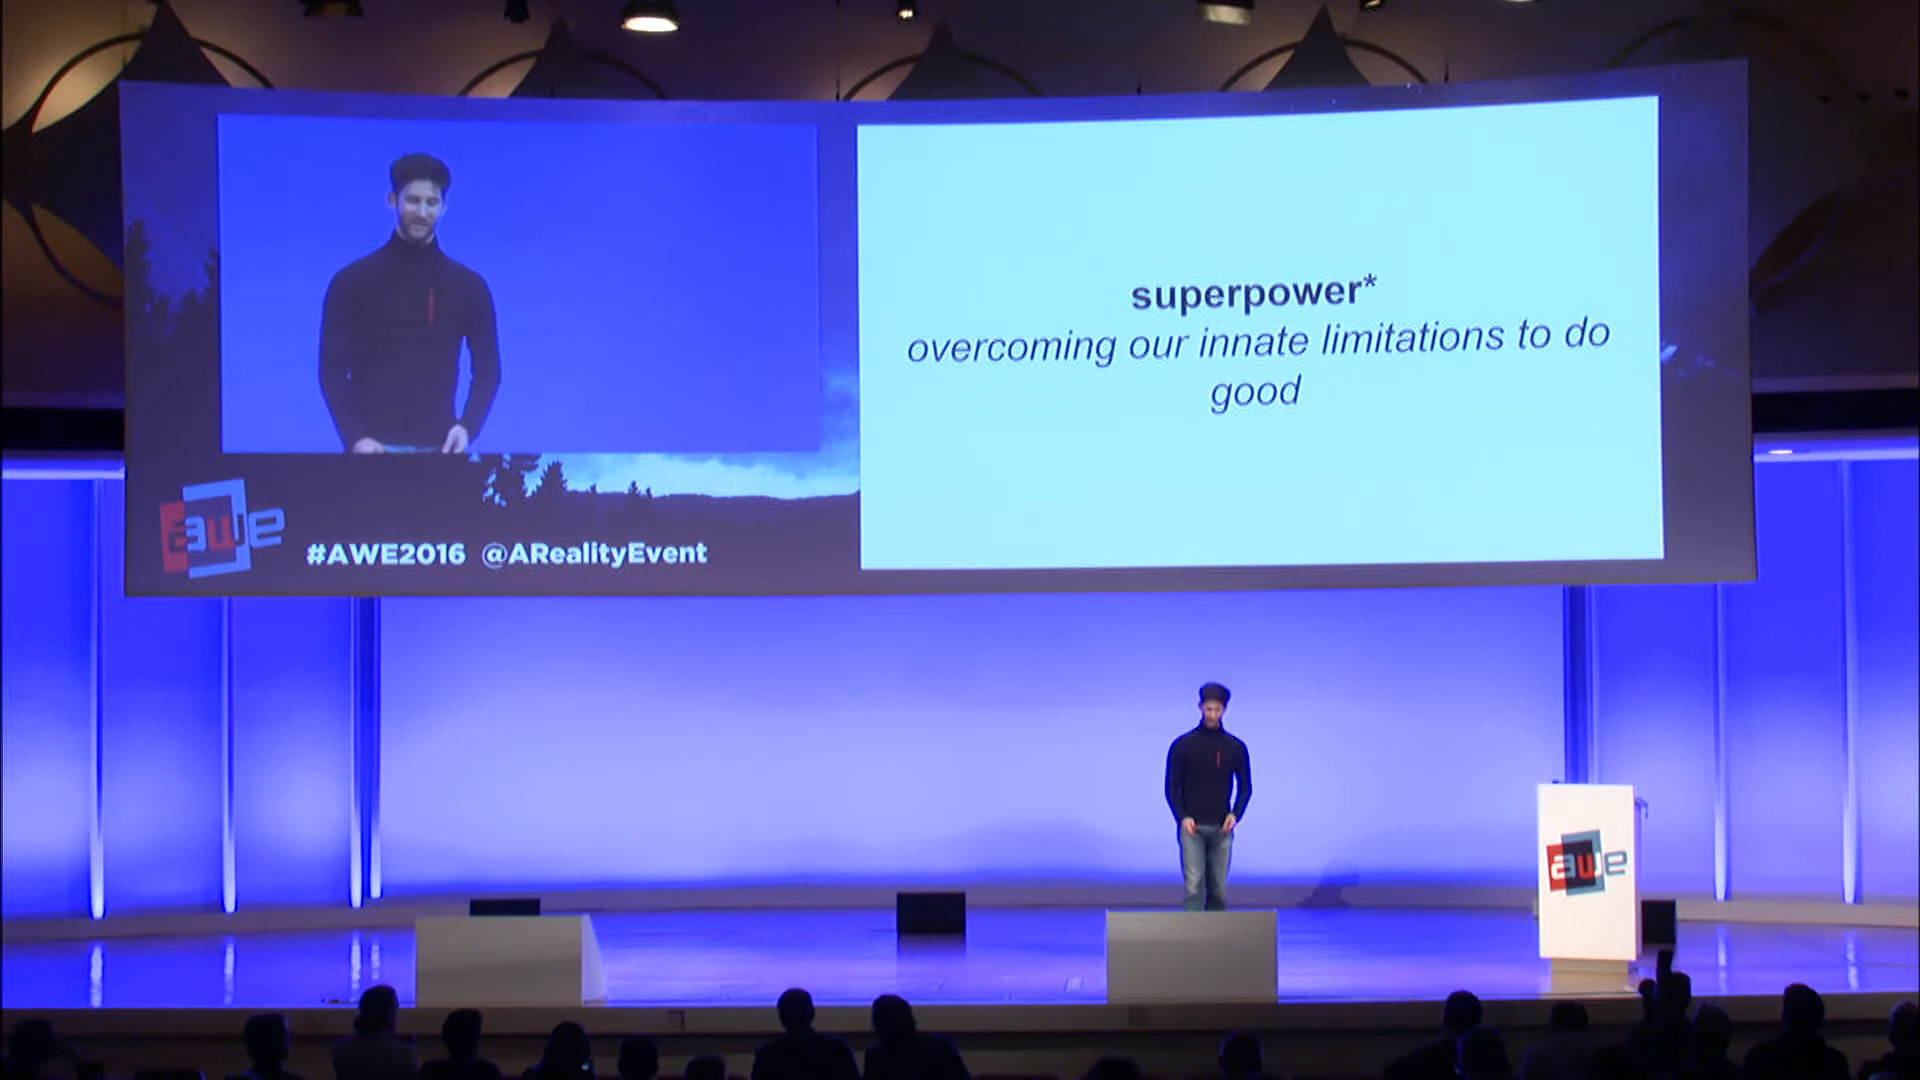 superpower*
overcoming our innate limitations to do
good
awe
#AWE2016 @ARealityEvent
awe